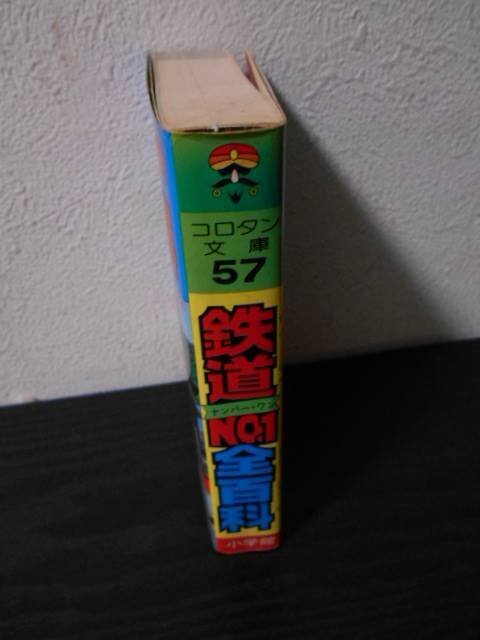 コロタン
文庫
57
鉄道
ナンバー・ワン
NO.1
全百科
小学館